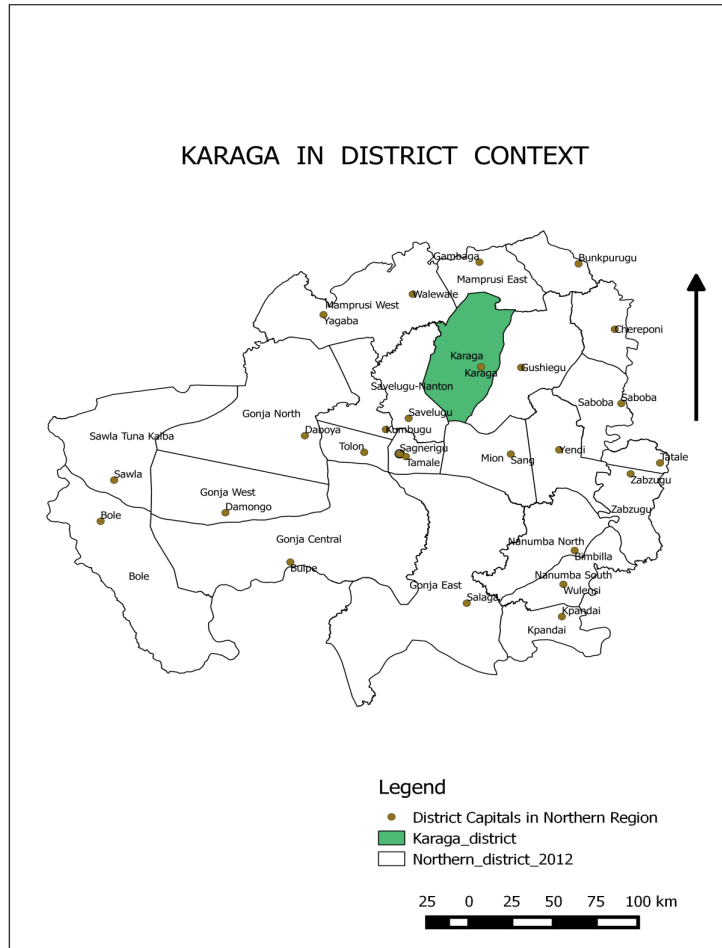 KARAGA IN DISTRICT CONTEXT
Gambaga
Bunkpurugu
Mamprusi East
Walewale
Mamprusi West
Yagaba
Chereponi
Karaga
Karaga
Gushiegu
Savelugu-Nanton
Saboba
Saboba
Gonja North
Savelugu
Kumbugu
Daboya
Sawla Tuna Kalba
Tolon
Sagnerigu
Tamale
Mion
Sang
Yendi
Tatale
Sawla
Zabzugu
Zabzugu
Gonja West
Damongo
Bole
Nanumba North
Bimbilla
Gonja Central
Bulpe
Bole
Gonja East
Nanumba South
Wulensi
Salaga
Kpandai
Kpandai
Legend
District Capitals in Northern Region
Karaga_district
Northern_district_2012
25 0 25 50 75 100 km